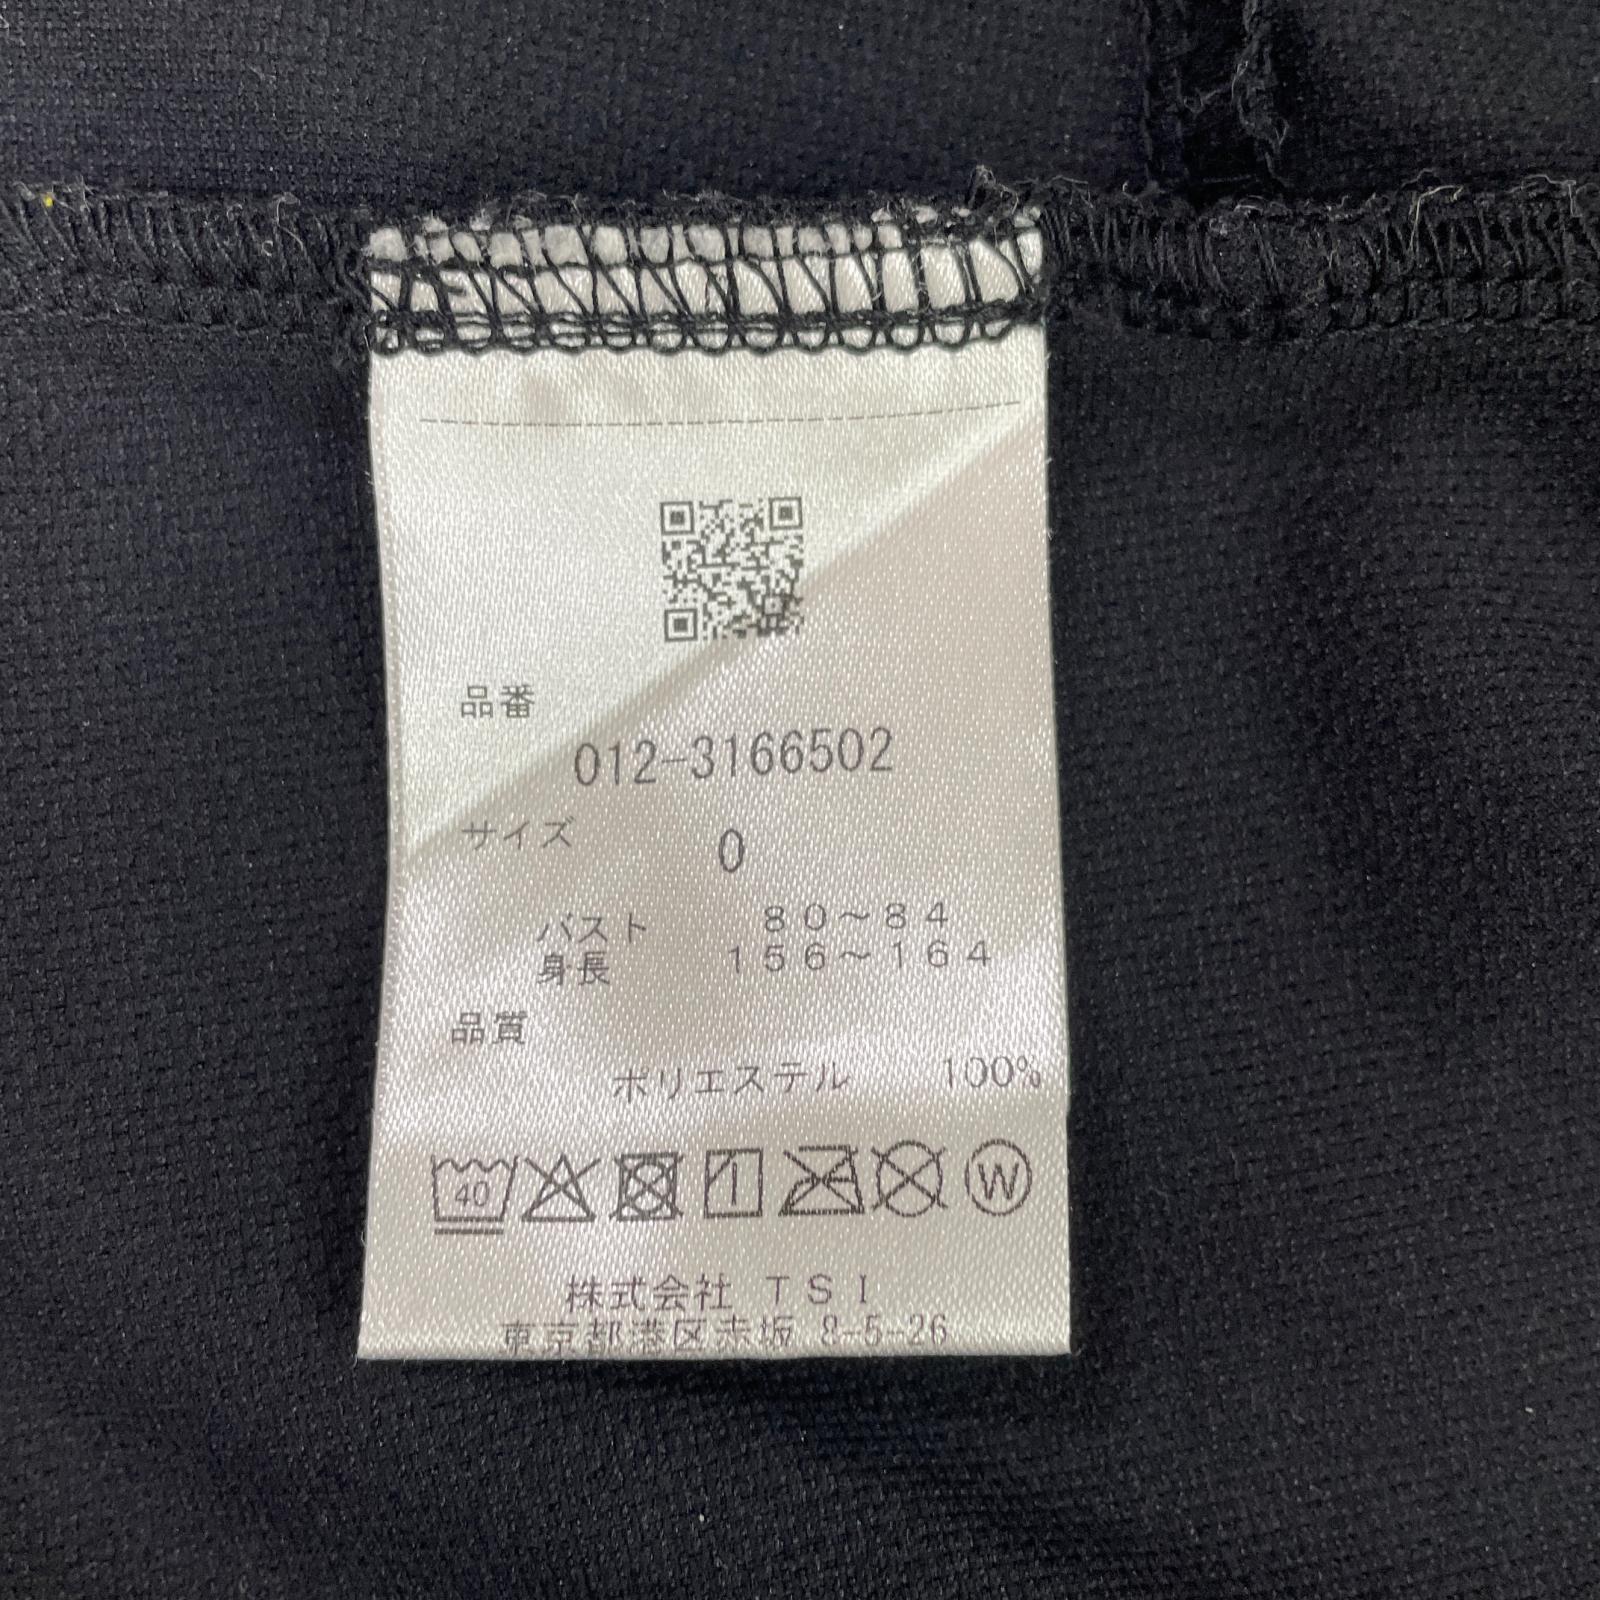 品番
012-3166502
サイズ 0
バスト 80～84
身長 156～164
品質
ポリエステル 100%
40
W
株式会社 TSI
東京都港区赤坂 8-5-26